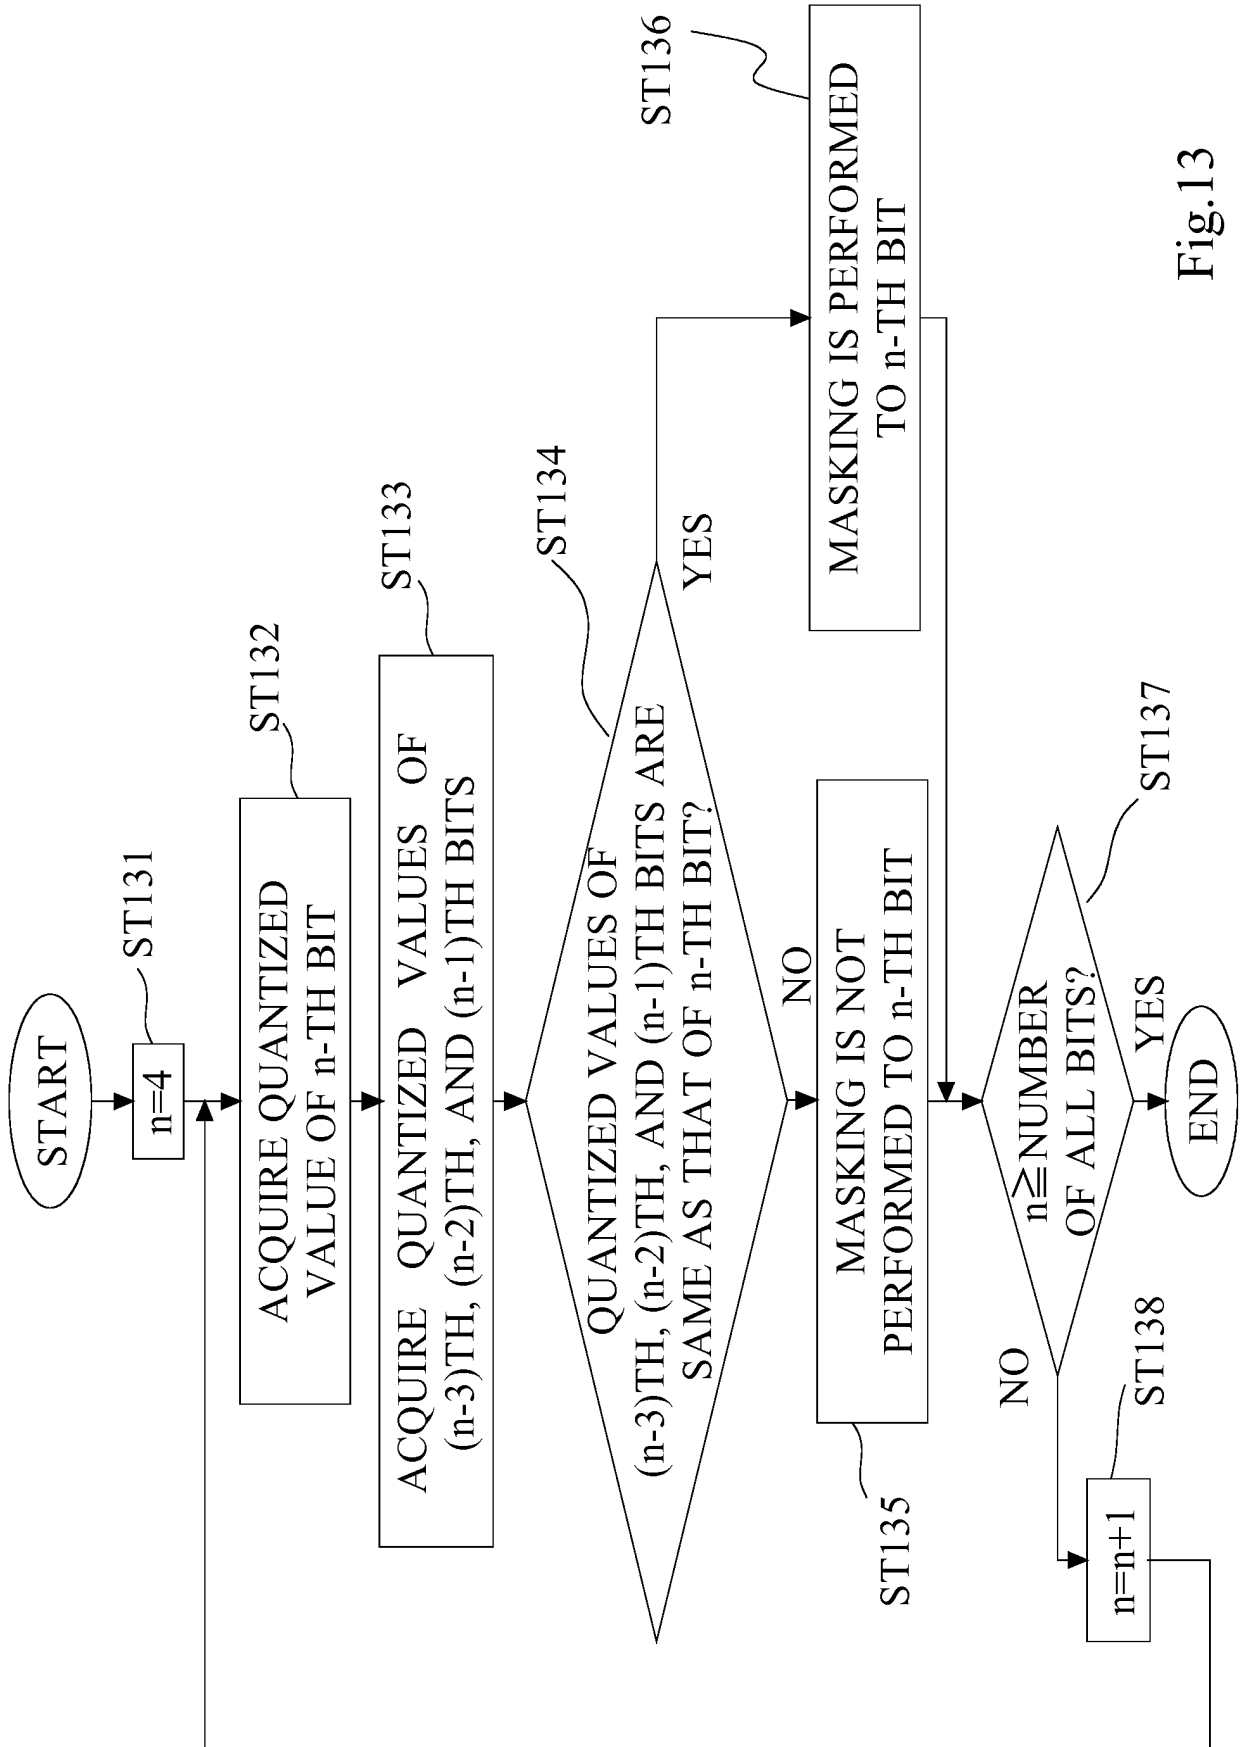 START
ST131
n=4
ST132
ACQUIRE QUANTIZED
VALUE OF n-TH BIT
ST133
ACQUIRE QUANTIZED VALUES OF
(n-3)TH, (n-2)TH, AND (n-1)TH BITS
ST134
QUANTIZED VALUES OF
(n-3)TH, (n-2)TH, AND (n-1)TH BITS ARE
SAME AS THAT OF n-TH BIT?
YES
NO
ST135
MASKING IS NOT
PERFORMED TO n-TH BIT
ST136
MASKING IS PERFORMED
TO n-TH BIT
ST137
n≧NUMBER
OF ALL BITS?
NO
YES
ST138
n=n+1
END
Fig.13